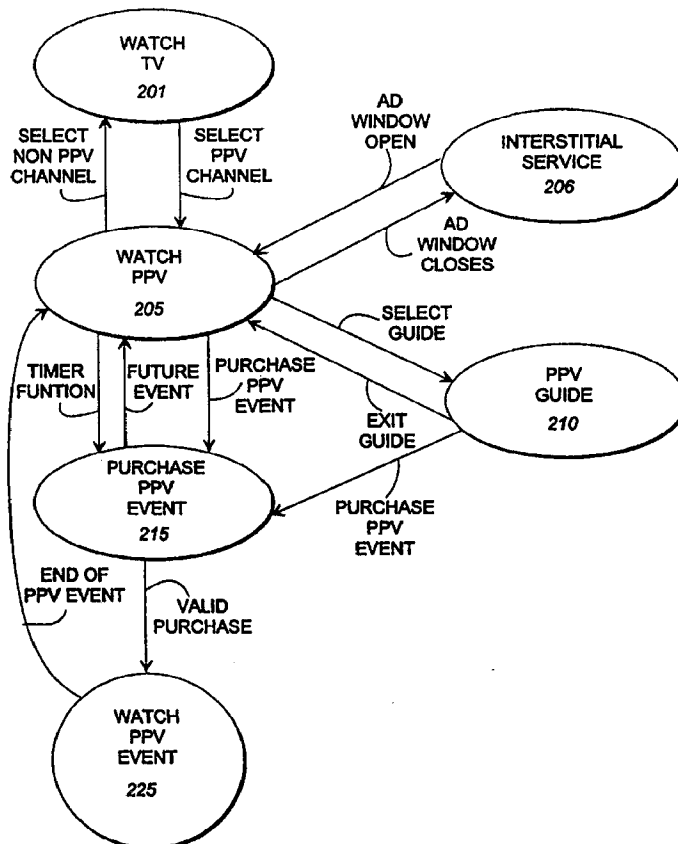 WATCH
TV
201
SELECT
NON PPV
CHANNEL
SELECT
PPV
CHANNEL
AD
WINDOW
OPEN
INTERSTITIAL
SERVICE
206
AD
WINDOW
CLOSES
WATCH
PPV
205
SELECT
GUIDE
TIMER
FUNTION
FUTURE
EVENT
PURCHASE
PPV
EVENT
EXIT
GUIDE
PPV
GUIDE
210
PURCHASE
PPV
EVENT
215
PURCHASE
PPV
EVENT
END OF
PPV EVENT
VALID
PURCHASE
WATCH
PPV
EVENT
225